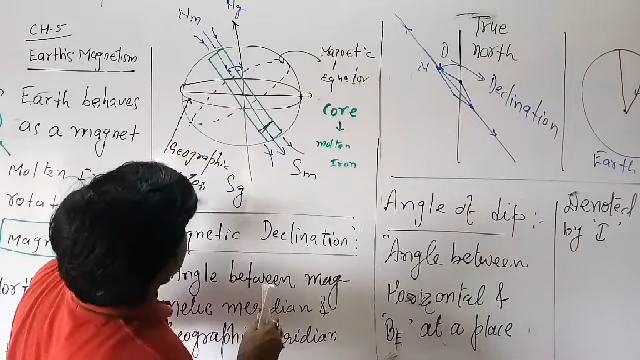 CH-5
Earth's Magnetism
Earth behaves
as a magnet
Molten
rota
mag
Nm
Ng
Magnetic
Equator
Core
molten
Iron
Geographic
Sg
Sm
netic Declination:
Angle between mag-
netic meridian &
Geographic meridian
True
north
Declination
Angle of dip:-
Angle between
Horizontal &
"BE" at a place
Earth
Denoted
by 'I'